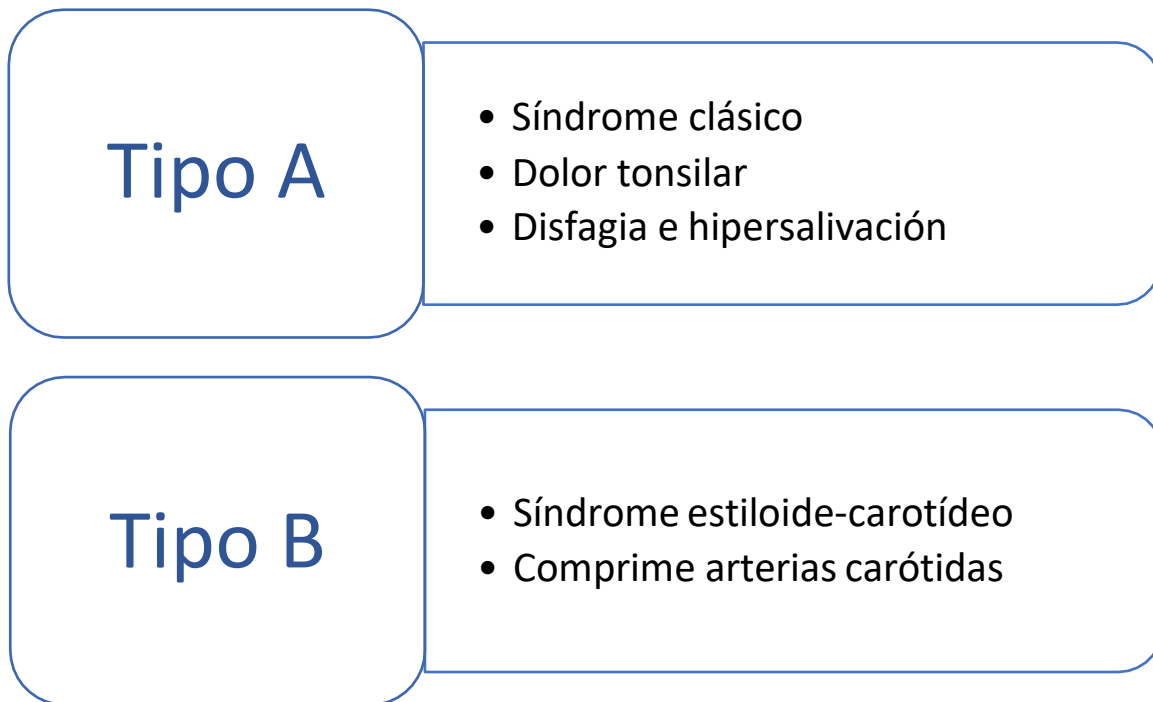 Tipo A
• Síndrome clásico
• Dolor tonsilar
• Disfagia e hipersalivación
Tipo B
• Síndrome estiloide-carotídeo
• Comprime arterias carótidas